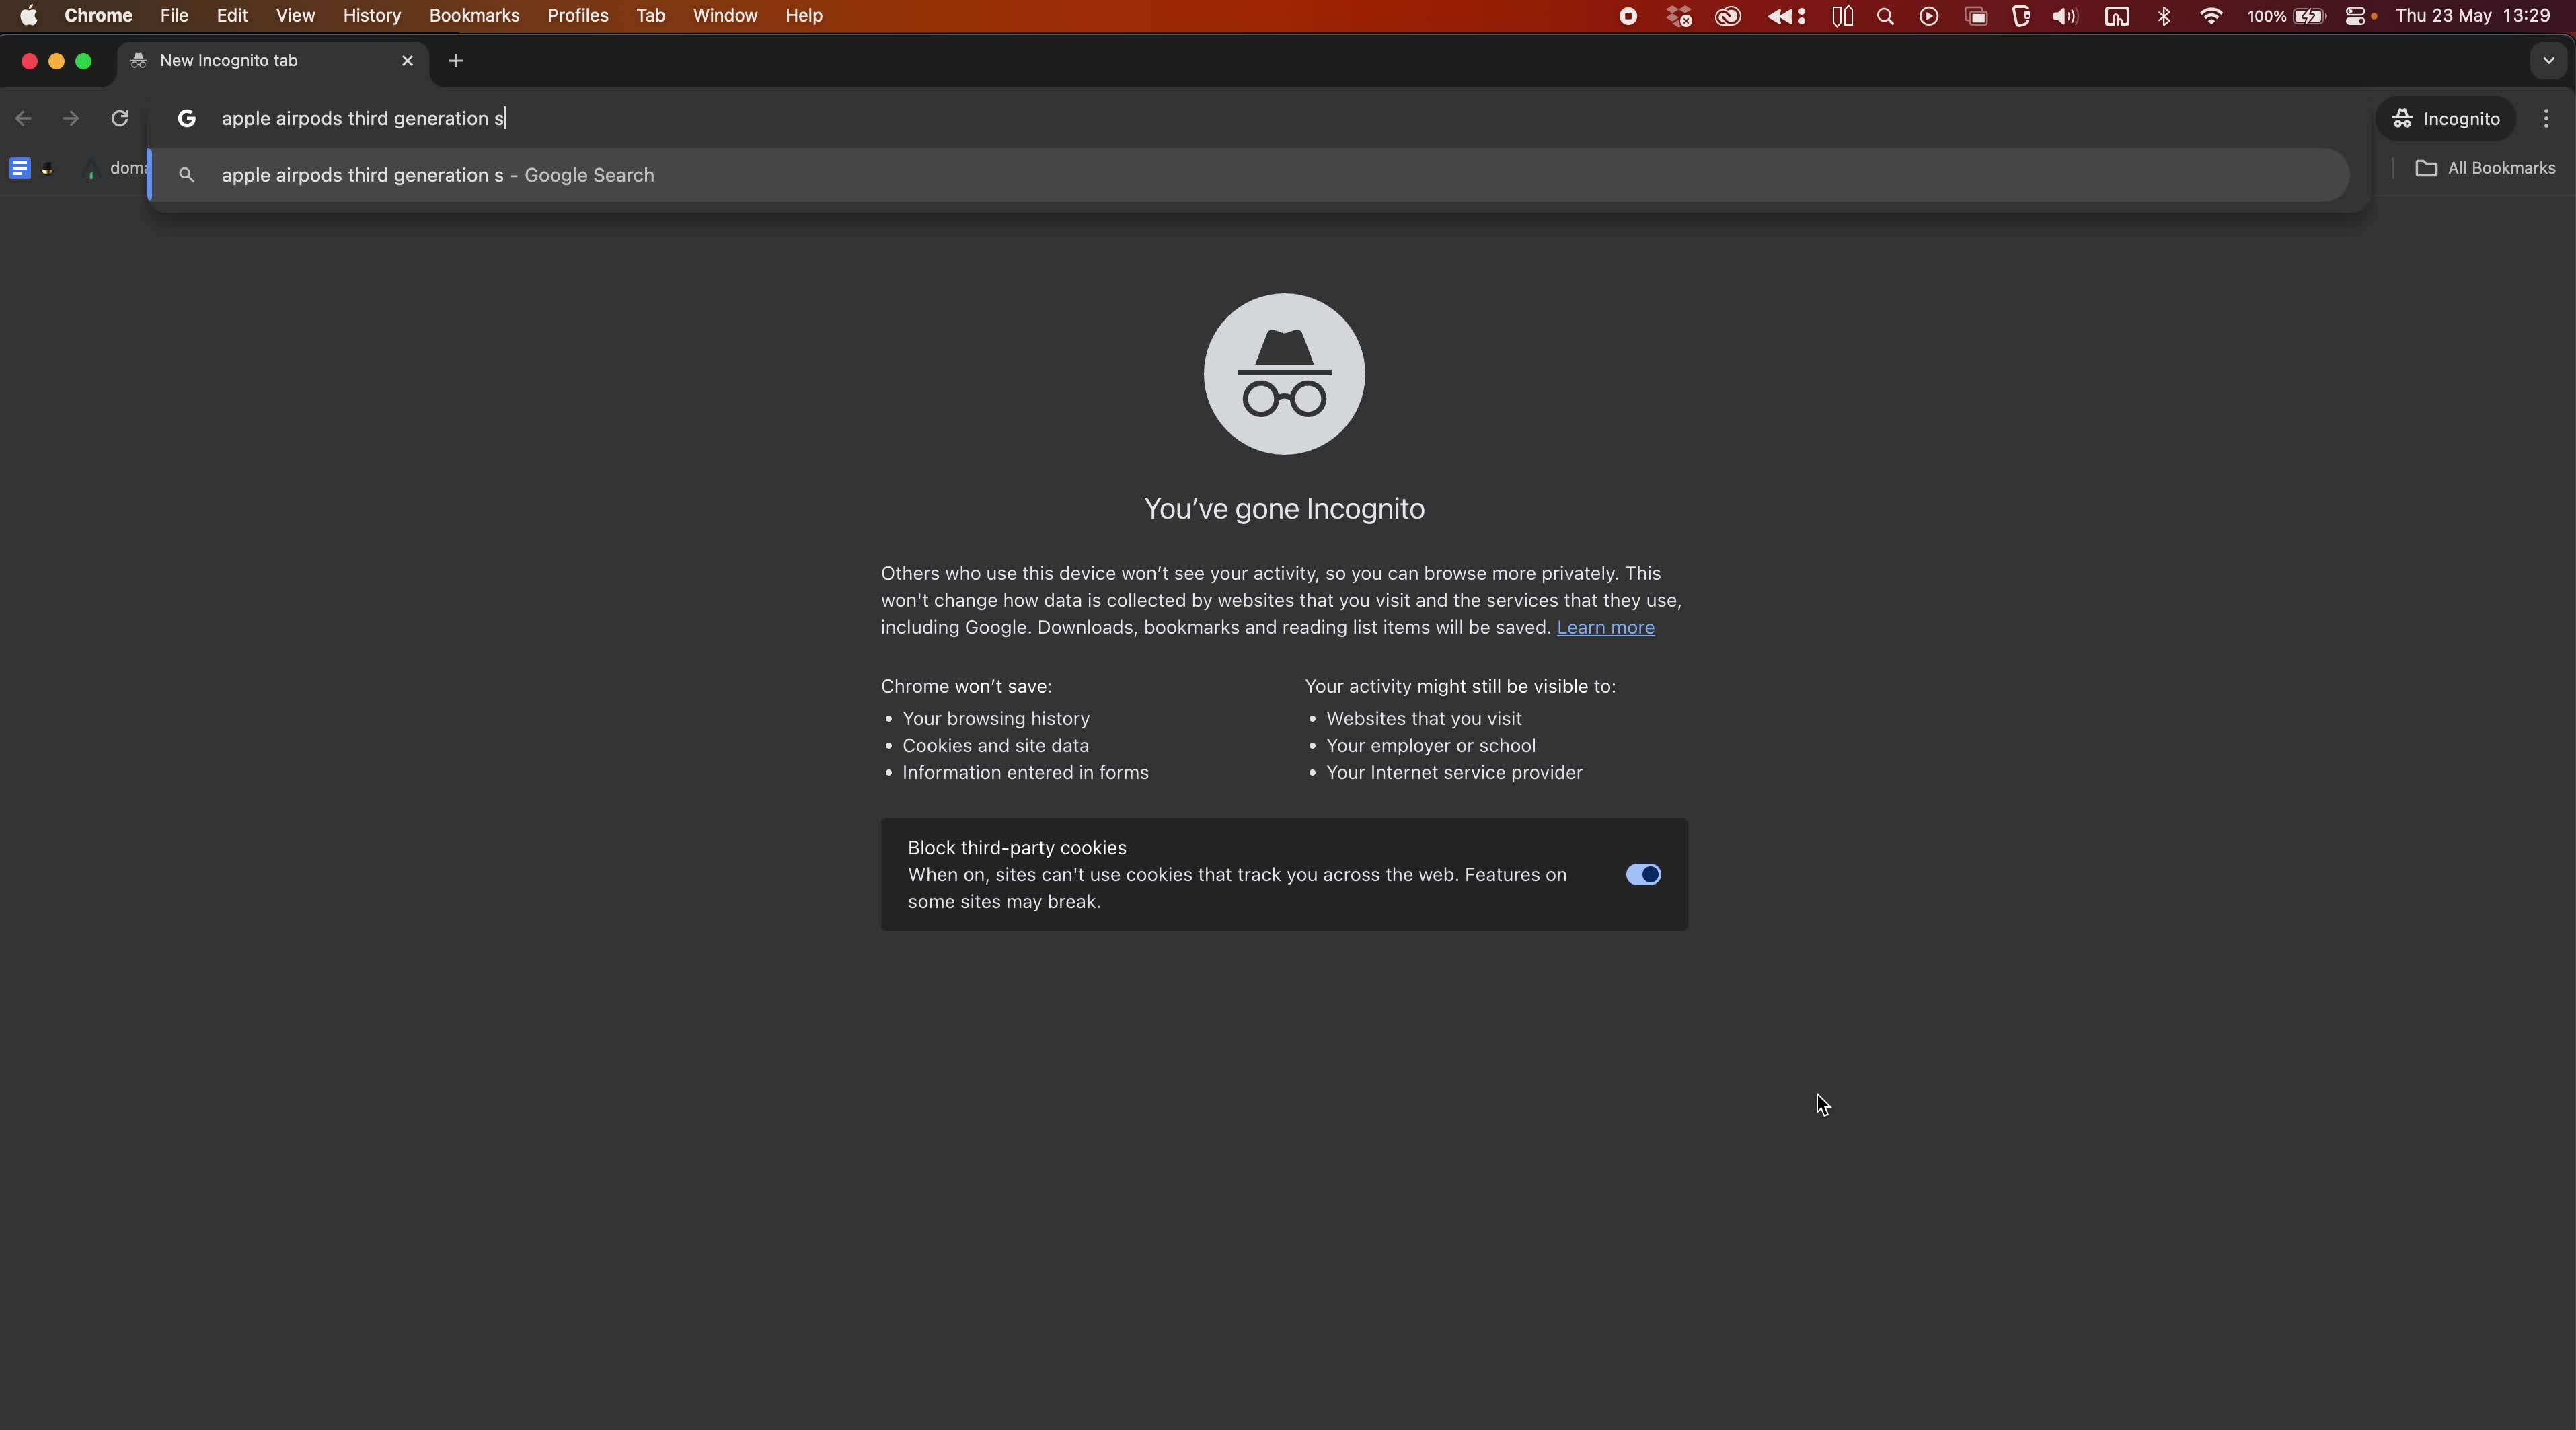 Chrome File Edit View History Bookmarks Profiles Tab Window Help 100% Thu 23 May 13:29
New Incognito tab
apple airpods third generation s Incognito
doma apple airpods third generation s - Google Search All Bookmarks
You've gone Incognito
Others who use this device won't see your activity, so you can browse more privately. This
won't change how data is collected by websites that you visit and the services that they use,
including Google. Downloads, bookmarks and reading list items will be saved. Learn more
Chrome won't save:
• Your browsing history
• Cookies and site data
• Information entered in forms
Your activity might still be visible to:
• Websites that you visit
• Your employer or school
• Your Internet service provider
Block third-party cookies
When on, sites can't use cookies that track you across the web. Features on
some sites may break.